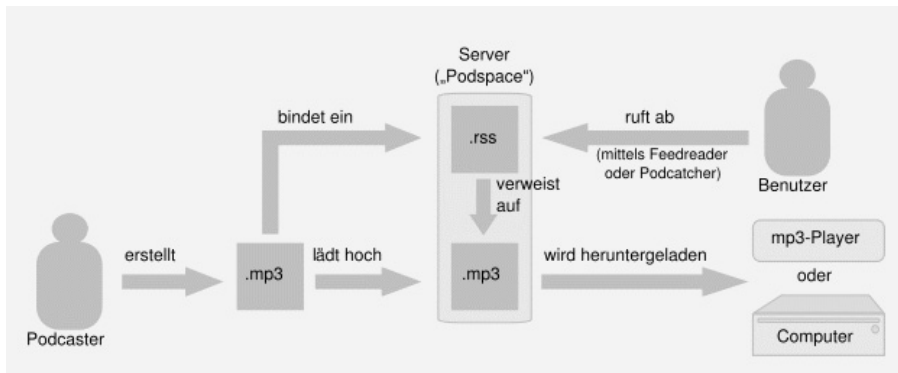 Server
(„Podspace“)
bindet ein
.rss
ruft ab
(mittels Feedreader
oder Podcatcher)
Benutzer
verweist
auf
erstellt
.mp3
lädt hoch
.mp3
wird heruntergeladen
mp3-Player
oder
Computer
Podcaster